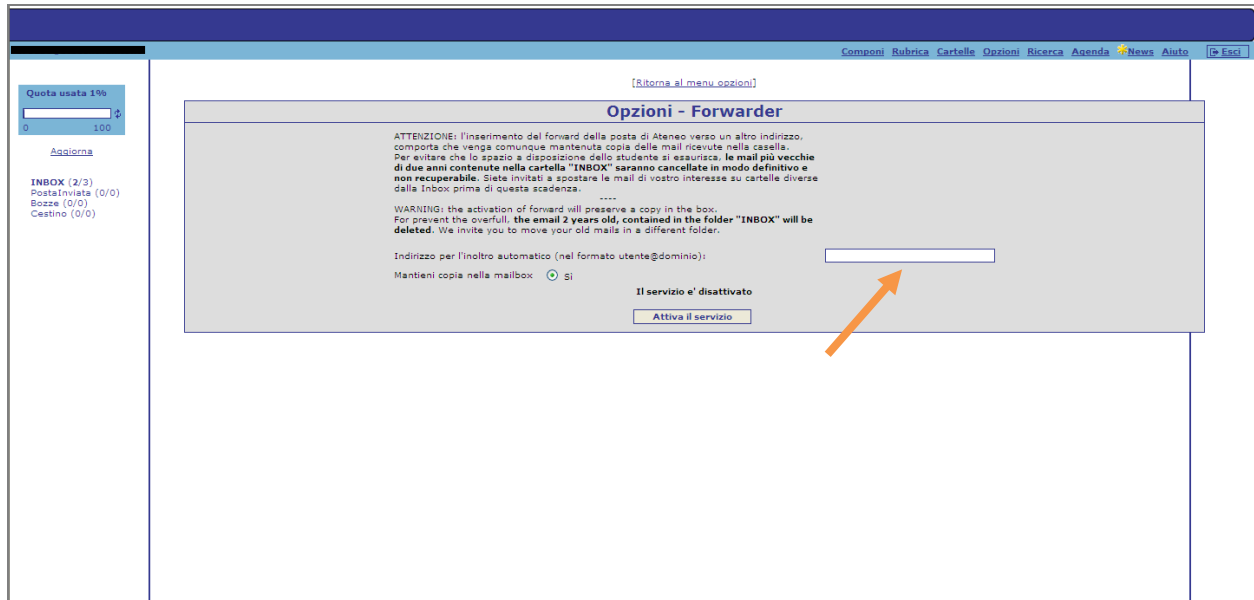 Componi Rubrica Cartelle Opzioni Ricerca Agenda News Aiuto Esci
[Ritorna al menu opzioni]
Quota usata 1%
0 100
Aggiorna
INBOX (2/3)
PostaInviata (0/0)
Bozze (0/0)
Cestino (0/0)
Opzioni - Forwarder
ATTENZIONE: l'inserimento del forward della posta di Ateneo verso un altro indirizzo,
comporta che venga comunque mantenuta copia delle mail ricevute nella casella.
Per evitare che lo spazio a disposizione dello studente si esaurisca, le mail più vecchie
di due anni contenute nella cartella "INBOX" saranno cancellate in modo definitivo e
non recuperabile. Siete invitati a spostare le mail di vostro interesse su cartelle diverse
dalla Inbox prima di questa scadenza.
----
WARNING: the activation of forward will preserve a copy in the box.
For prevent the overfull, the email 2 years old, contained in the folder "INBOX" will be
deleted. We invite you to move your old mails in a different folder.
Indirizzo per l'inoltro automatico (nel formato utente@dominio):
Mantieni copia nella mailbox Si
Il servizio e' disattivato
Attiva il servizio